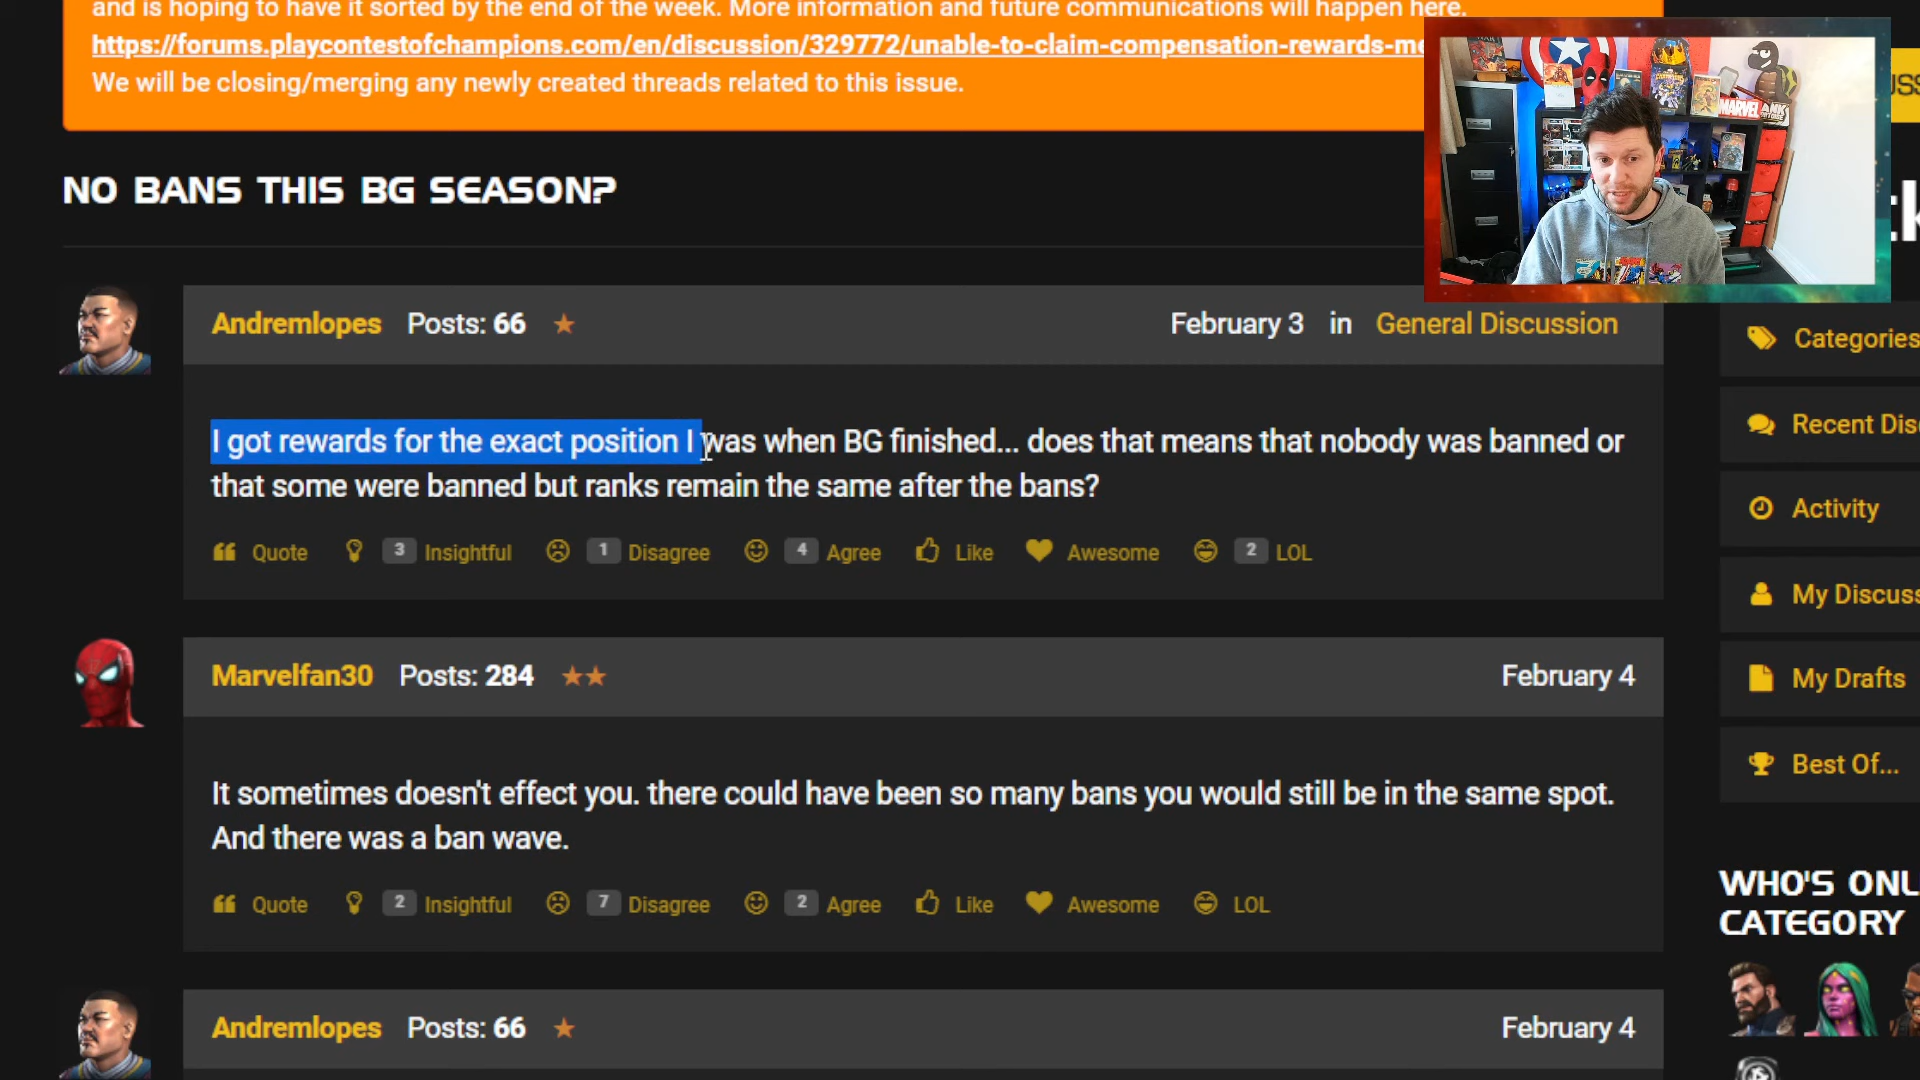 and is hoping to have it sorted by the end of the week. More information and future communications will happen here.
https://forums.playcontestofchampions.com/en/discussion/329772/unable-to-claim-compensation-rewards-m
We will be closing/merging any newly created threads related to this issue.
MARVEL
NO BANS THIS BG SEASON?
Andremlopes Posts: 66 February 3 in General Discussion
I got rewards for the exact position I was when BG finished... does that means that nobody was banned or
that some were banned but ranks remain the same after the bans?
Quote 3 Insightful 1 Disagree 4 Agree Like Awesome 2 LOL
Marvelfan30 Posts: 284 February 4
It sometimes doesn't effect you. there could have been so many bans you would still be in the same spot.
And there was a ban wave.
Quote 2 Insightful 7 Disagree 2 Agree Like Awesome LOL
Andremlopes Posts: 66 February 4
Categories
Recent Dis
Activity
My Discuss
My Drafts
Best Of...
WHO'S ONL
CATEGORY